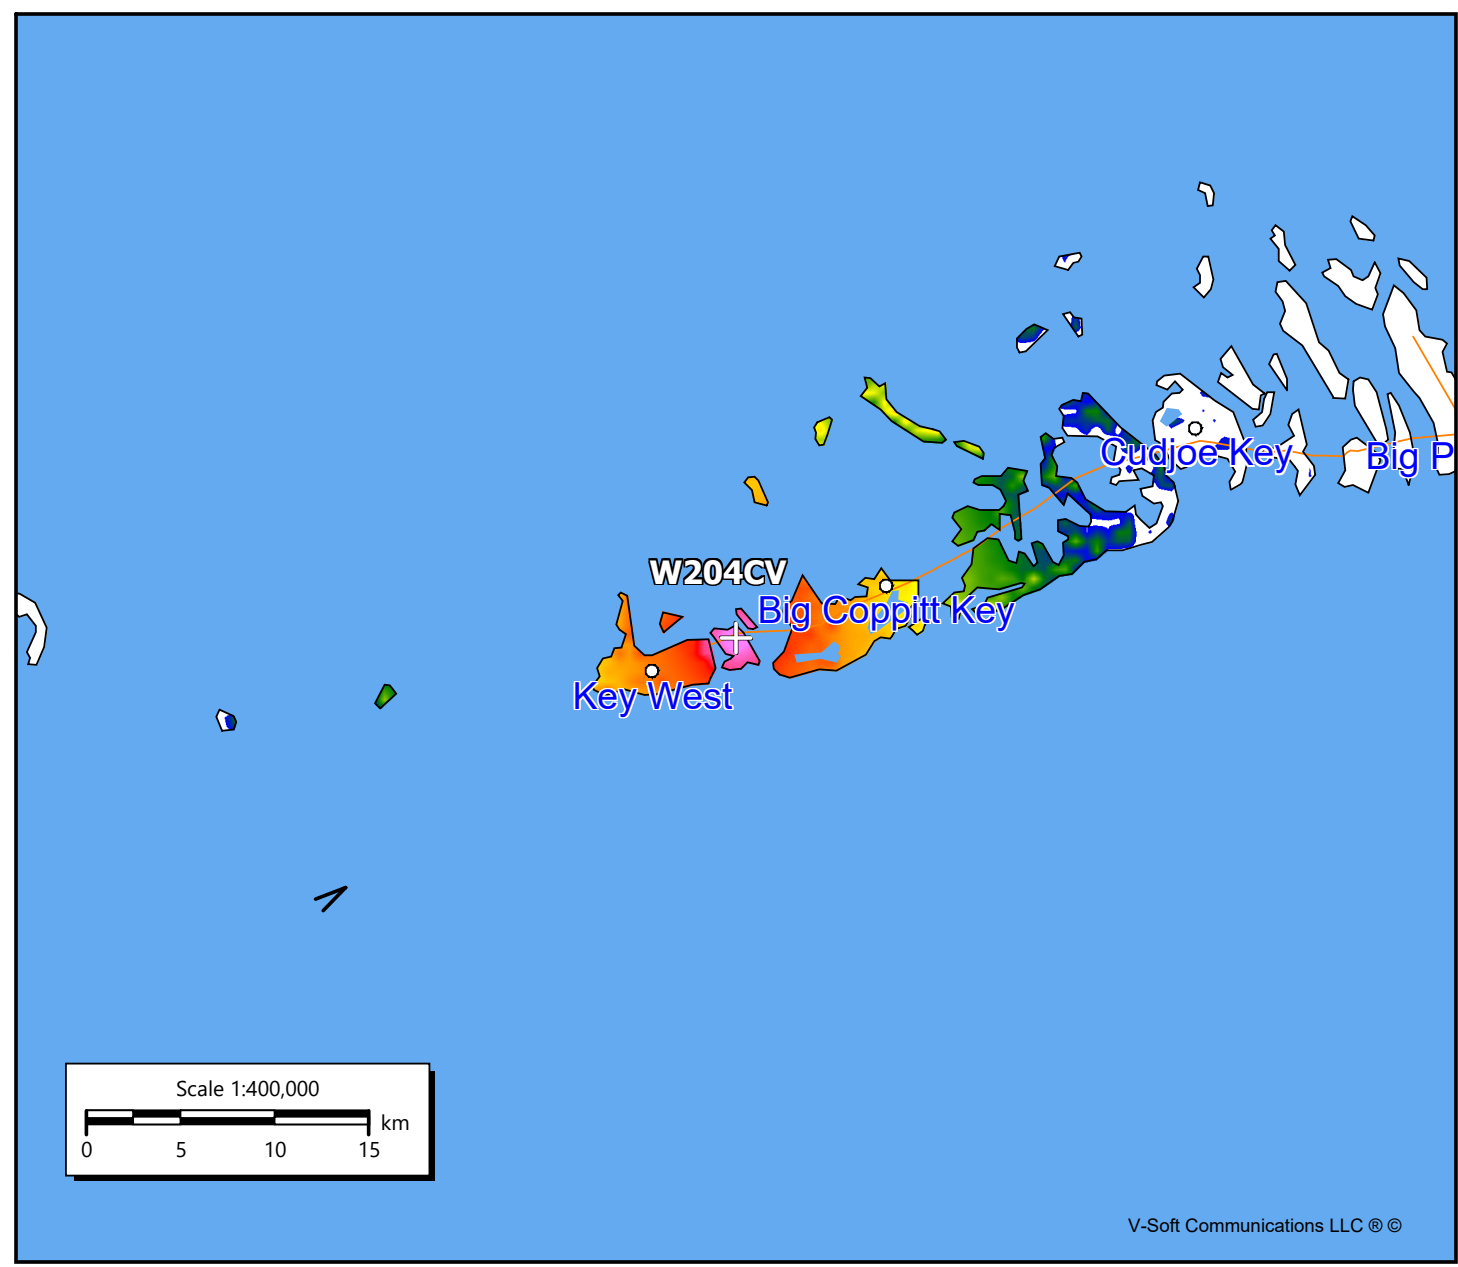 Cudjoe Key
Big P
W204CV
Big Coppitt Key
Key West
Scale 1:400,000
km
0 5 10 15
V-Soft Communications LLC ® ©